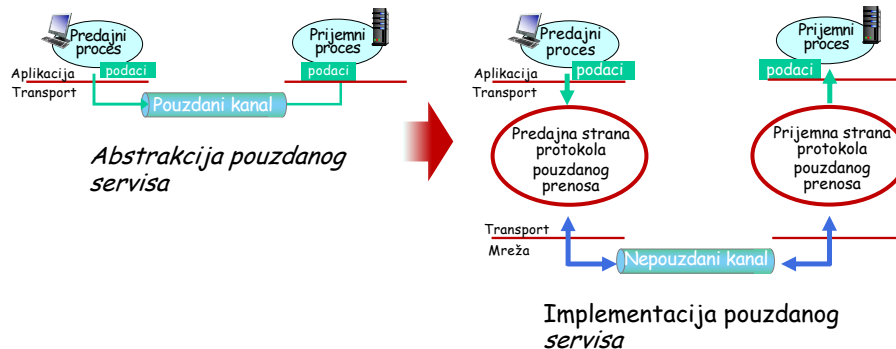 Predajni
proces
Prijemni
proces
Aplikacija
podaci
podaci
Transport
Pouzdani kanal
Abstrakcija pouzdanog
servisa
Predajni
proces
Prijemni
proces
Aplikacija
podaci
podaci
Transport
Predajna strana
protokola
pouzdanog
prenosa
Prijemna strana
protokola
pouzdanog
prenosa
Transport
Mreža
Nepouzdani kanal
Implementacija pouzdanog
servisa